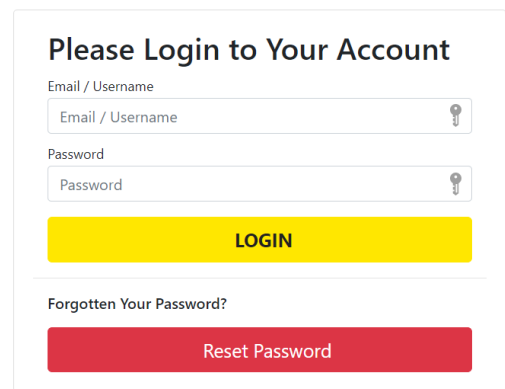 Please Login to Your Account
Email / Username
Email / Username
Password
Password
LOGIN
Forgotten Your Password?
Reset Password